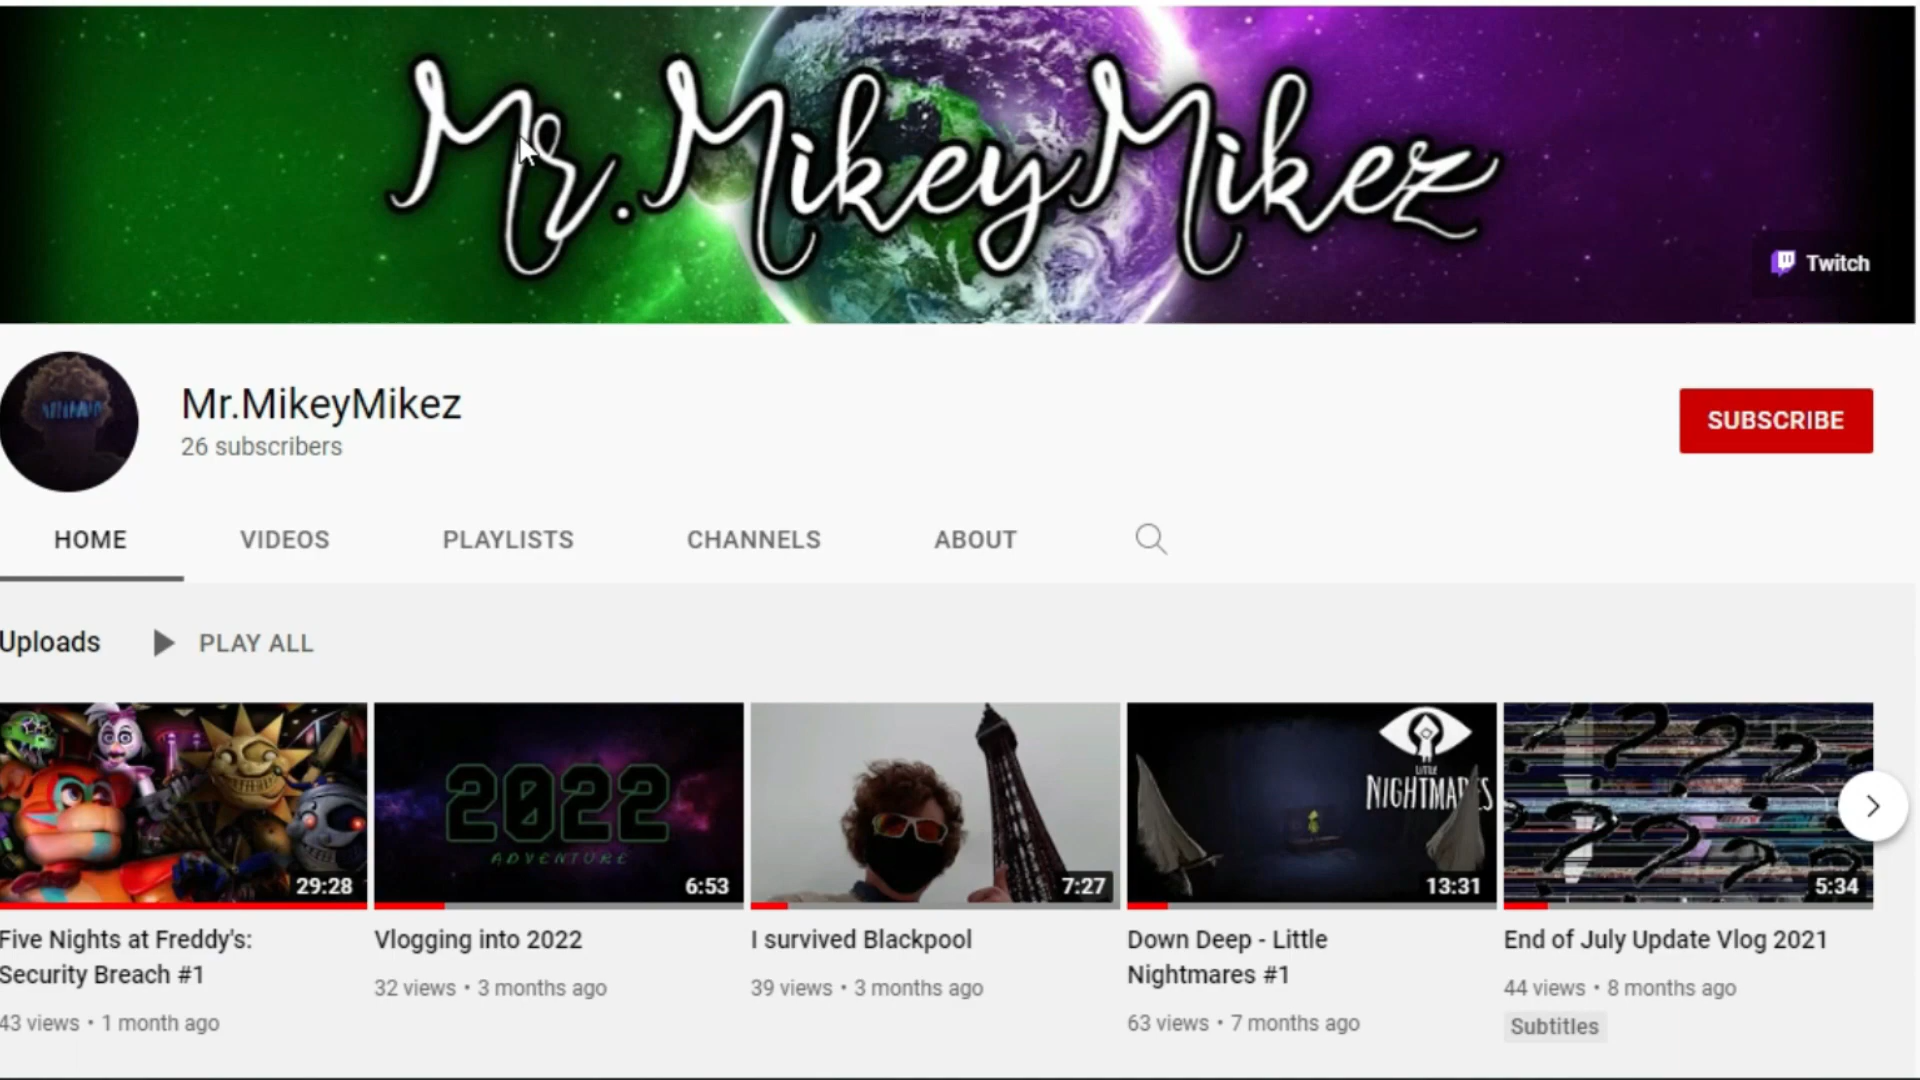 Mr.MikeyMikez
Twitch
Mr.MikeyMikez
26 subscribers
SUBSCRIBE
HOME VIDEOS PLAYLISTS CHANNELS ABOUT
Uploads PLAY ALL
2022
ADVENTURE
LITTLE
NIGHTMARES
? ? ? ?
? ? ? ?
29:28
6:53
7:27
13:31
5:34
Five Nights at Freddy's:
Security Breach #1
43 views • 1 month ago
Vlogging into 2022
32 views • 3 months ago
I survived Blackpool
39 views • 3 months ago
Down Deep - Little
Nightmares #1
63 views • 7 months ago
End of July Update Vlog 2021
44 views • 8 months ago
Subtitles